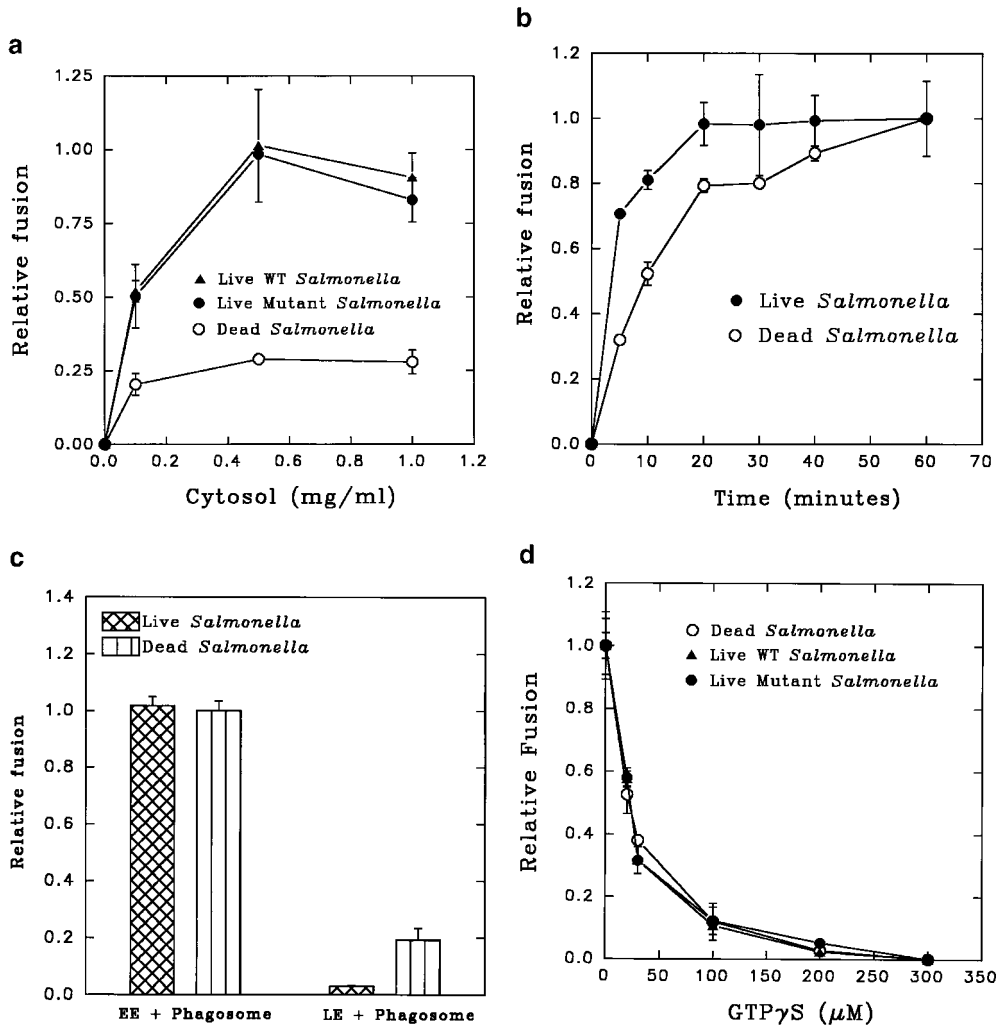 a
Relative fusion
1.25
1.00
0.75
0.50
0.25
0.00
Live WT Salmonella
Live Mutant Salmonella
Dead Salmonella
0.0 0.2 0.4 0.6 0.8 1.0
Cytosol (mg/ml)
b
Relative fusion
1.2
1.0
0.8
0.6
0.4
0.2
0.0
Live Salmonella
Dead Salmonella
0 10 20 30 40 50 60 70
Time (minutes)
c
Relative fusion
1.4
1.2
1.0
0.8
0.6
0.4
0.2
0.0
Live Salmonella
Dead Salmonella
EE + Phagosome LE + Phagosome
d
Relative Fusion
1.2
1.0
0.8
0.6
0.4
0.2
0.0
Dead Salmonella
Live WT Salmonella
Live Mutant Salmonella
0 50 100 150 200 250 300 350
GTPγS (μM)